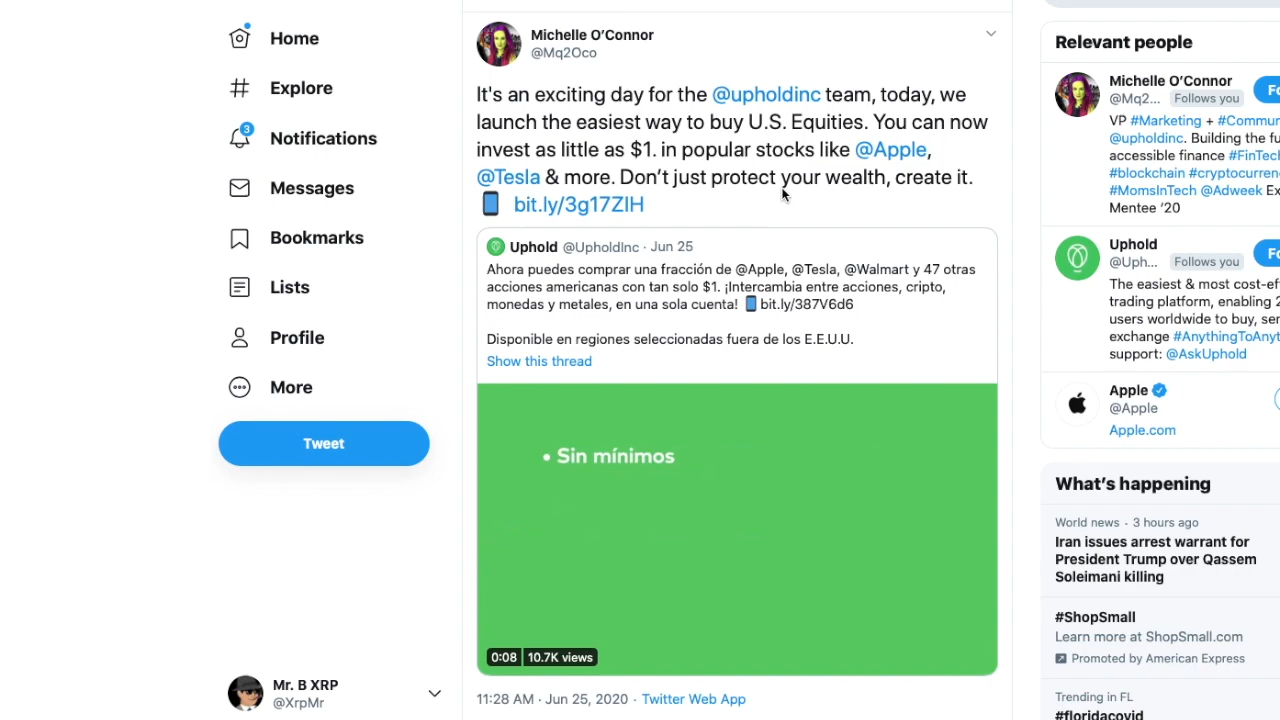 Home
Explore
3
Notifications
Messages
Bookmarks
Lists
Profile
More
Tweet
Mr. B XRP
@XrpMr
Michelle O'Connor
@Mq2Oco
It's an exciting day for the @upholdinc team, today, we
launch the easiest way to buy U.S. Equities. You can now
invest as little as $1. in popular stocks like @Apple,
@Tesla & more. Don't just protect your wealth, create it.
bit.ly/3g17ZIH
Uphold @UpholdInc · Jun 25
Ahora puedes comprar una fracción de @Apple, @Tesla, @Walmart y 47 otras
acciones americanas con tan solo $1. ¡Intercambia entre acciones, cripto,
monedas y metales, en una sola cuenta! bit.ly/387V6d6
Disponible en regiones seleccionadas fuera de los E.E.U.U.
Show this thread
• Sin mínimos
0:08 10.7K views
11:28 AM · Jun 25, 2020 · Twitter Web App
Relevant people
Michelle O'Connor
@Mq2... Follows you
Fo
VP #Marketing + #Commun
@upholdinc. Building the fu
accessible finance #FinTech
#blockchain #cryptocurrenc
#MomsInTech @Adweek Ex
Mentee '20
Uphold
@Uph... Follows you
Fo
The easiest & most cost-ef
trading platform, enabling 2
users worldwide to buy, sen
exchange #AnythingToAnyt
support: @AskUphold
Apple
@Apple
Apple.com
What's happening
World news · 3 hours ago
Iran issues arrest warrant for
President Trump over Qassem
Soleimani killing
#ShopSmall
Learn more at ShopSmall.com
Promoted by American Express
Trending in FL
#floridacovid